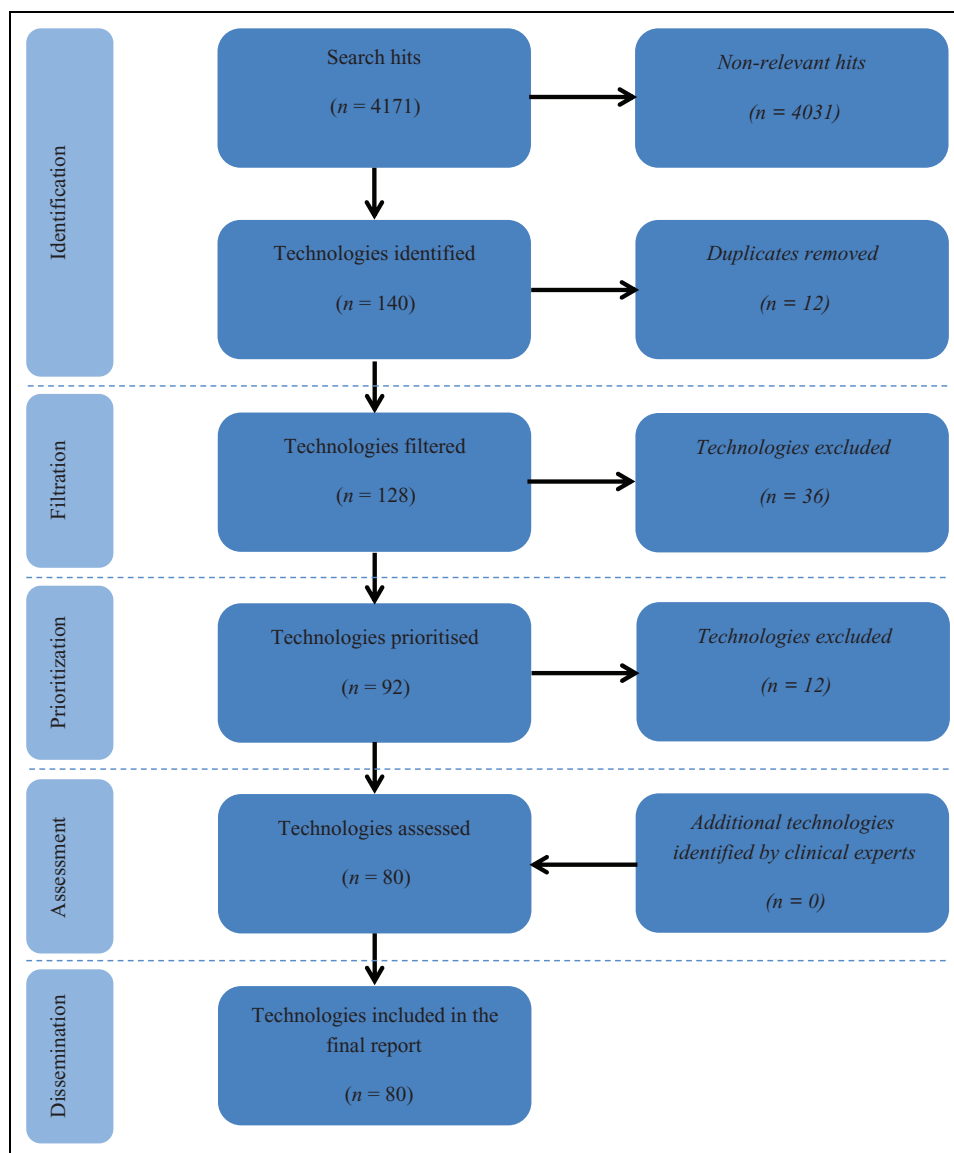 Identification
Search hits
(n = 4171)
Non-relevant hits
(n = 4031)
Technologies identified
(n = 140)
Duplicates removed
(n = 12)
Filtration
Technologies filtered
(n = 128)
Technologies excluded
(n = 36)
Prioritization
Technologies prioritised
(n = 92)
Technologies excluded
(n = 12)
Assessment
Technologies assessed
(n = 80)
Additional technologies
identified by clinical experts
(n = 0)
Dissemination
Technologies included in the
final report
(n = 80)